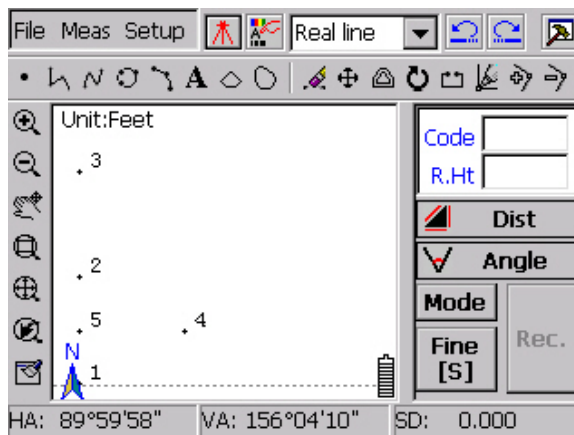 File Meas Setup Real line
A
Unit:Feet
3
2
5
4
N
1
Code
R.Ht
Dist
Angle
Mode
Fine
[S]
Rec.
HA: 89°59'58" VA: 156°04'10" SD: 0.000